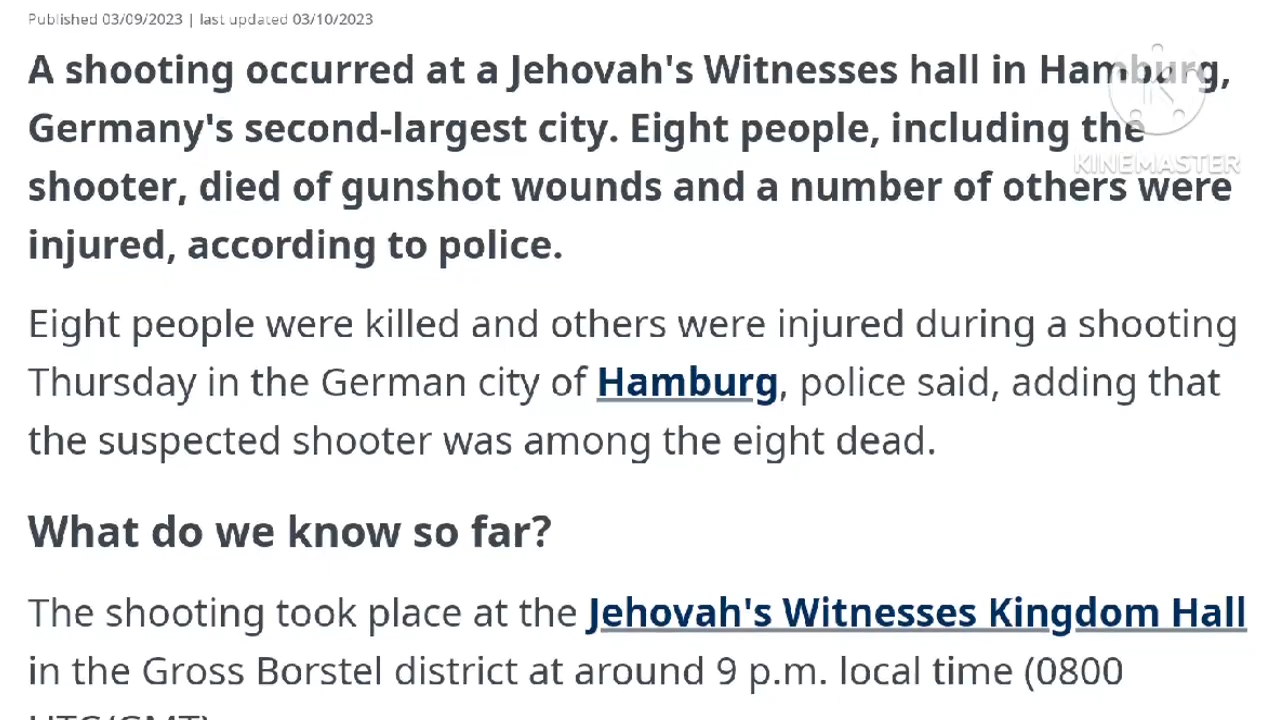 Published 03/09/2023 | last updated 03/10/2023
A shooting occurred at a Jehovah's Witnesses hall in Hamburg,
Germany's second-largest city. Eight people, including the
shooter, died of gunshot wounds and a number of others were
injured, according to police.
Eight people were killed and others were injured during a shooting
Thursday in the German city of Hamburg, police said, adding that
the suspected shooter was among the eight dead.
What do we know so far?
The shooting took place at the Jehovah's Witnesses Kingdom Hall
in the Gross Borstel district at around 9 p.m. local time (0800
UTC/GMT)
K
KINEMASTER